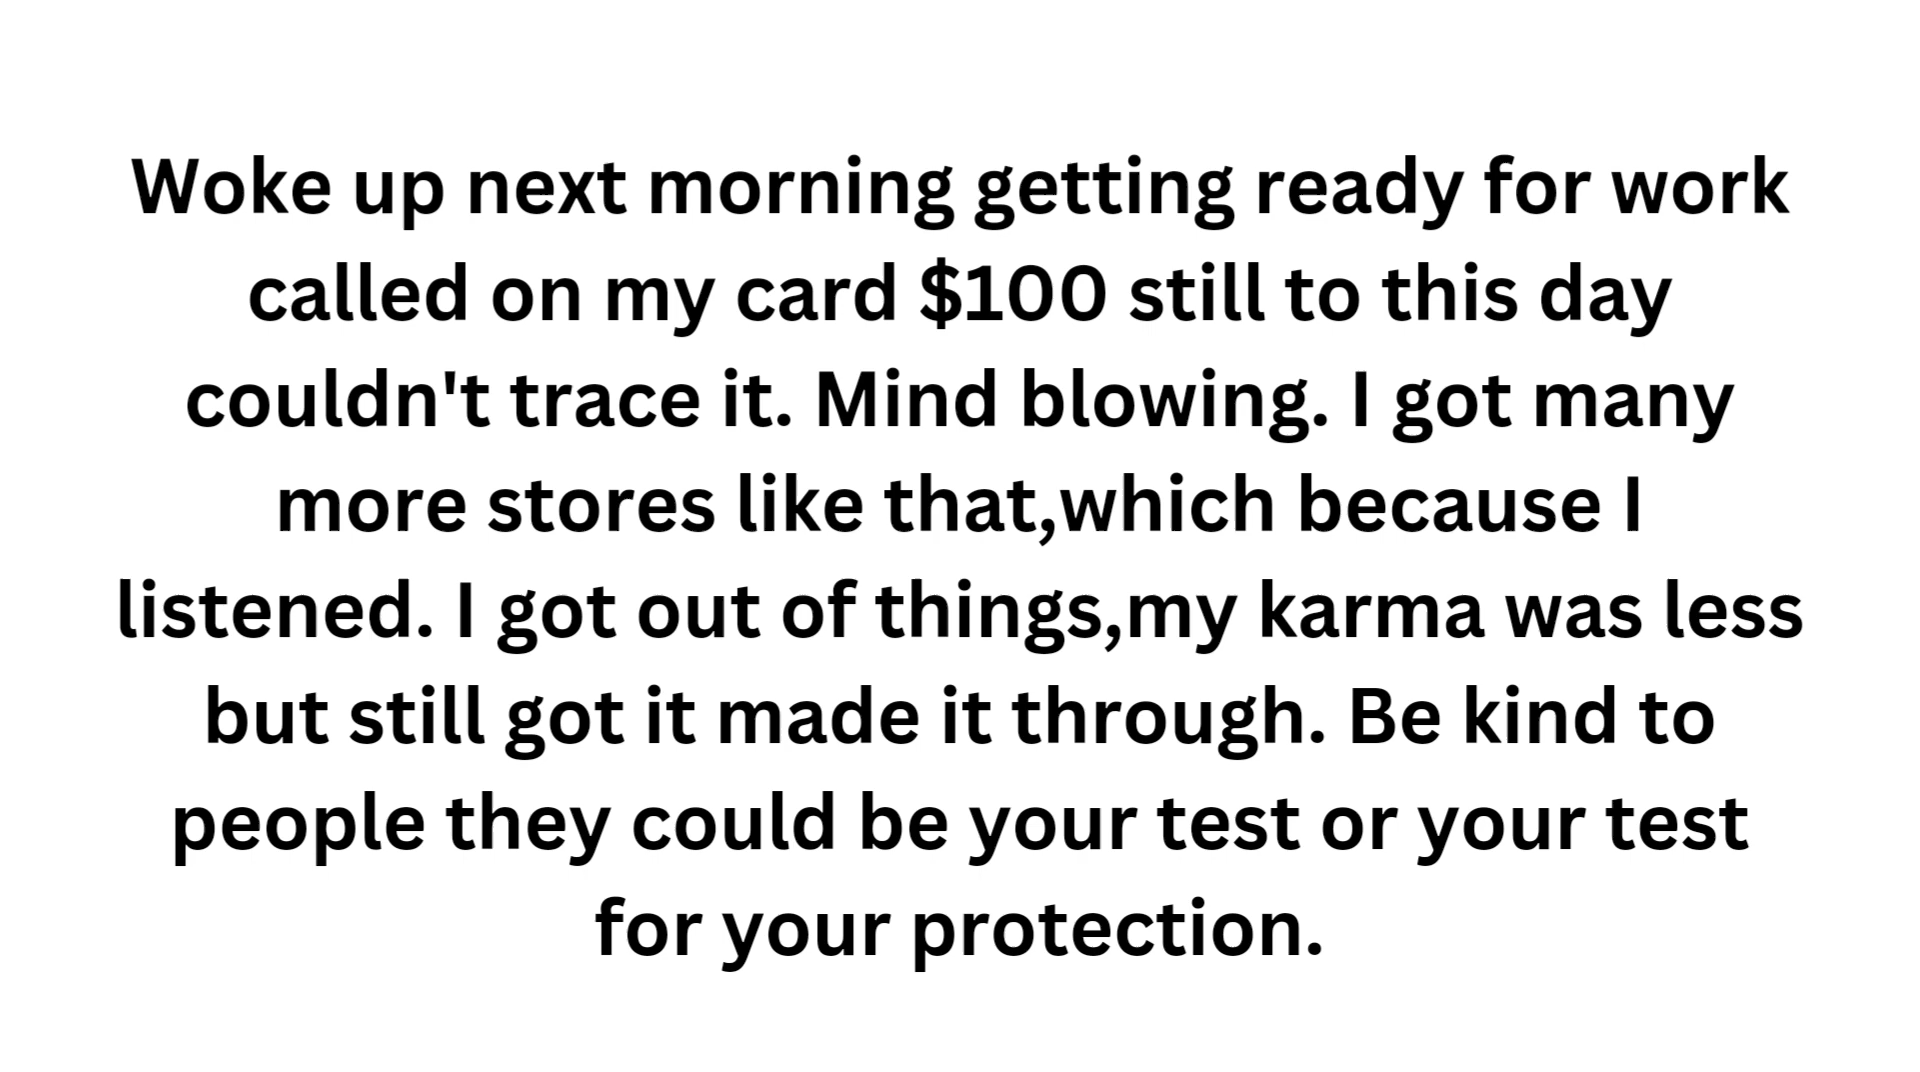 Woke up next morning getting ready for work
called on my card $100 still to this day
couldn't trace it. Mind blowing. I got many
more stores like that,which because I
listened. I got out of things,my karma was less
but still got it made it through. Be kind to
people they could be your test or your test
for your protection.